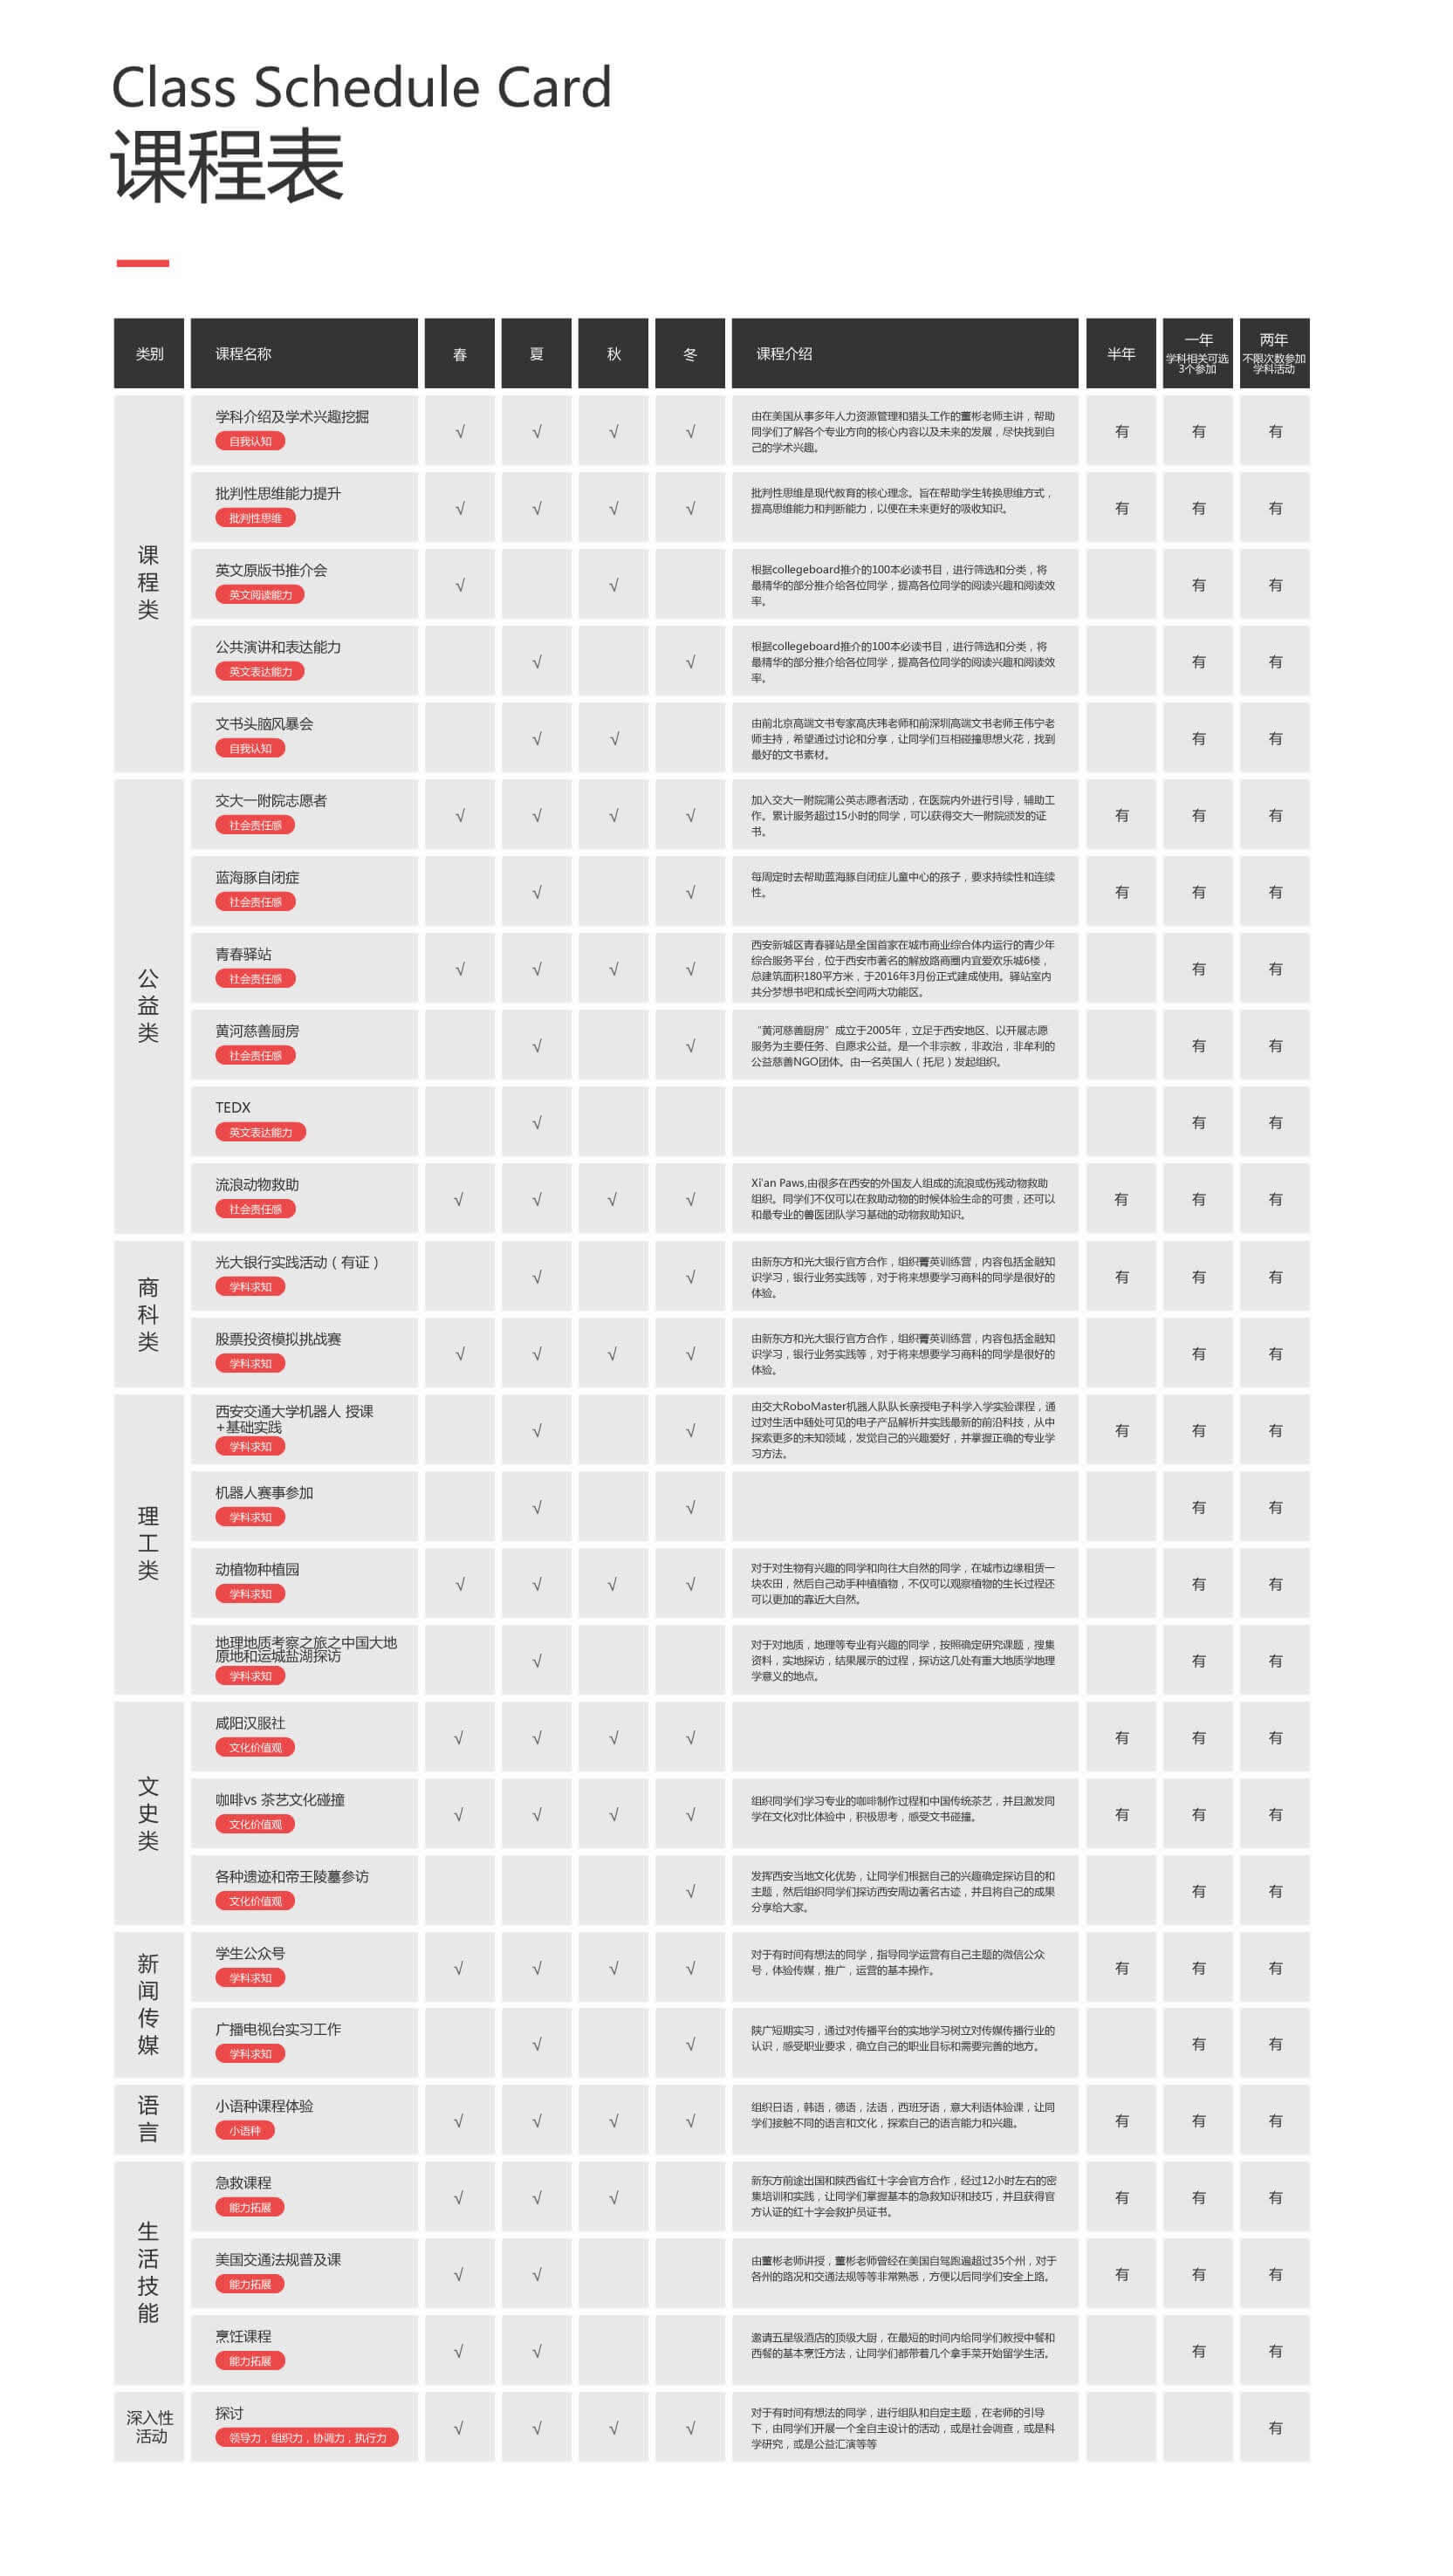 Class Schedule Card
课程表
类别 课程名称 春 夏 秋 冬 课程介绍 半年 一年 两年
学科相关可选 不限次数参加
3个参加 学科活动
课程类
学科介绍及学术兴趣挖掘
自我认知
√ √ √ √
由在美国从事多年人力资源管理和猎头工作的董彬老师主讲，帮助
同学们了解各个专业方向的核心内容以及未来的发展，尽快找到自
己的学术兴趣。
有 有 有
批判性思维能力提升
批判性思维
√ √ √ √
批判性思维是现代教育的核心理念。旨在帮助学生转换思维方式，
提高思维能力和判断能力，以便在未来更好的吸收知识。
有 有 有
英文原版书推介会
英文阅读能力
√ √
根据collegeboard推介的100本必读书目，进行筛选和分类，将
最精华的部分推介给各位同学，提高各位同学的阅读兴趣和阅读效
率。
有 有
公共演讲和表达能力
英文表达能力
√ √
根据collegeboard推介的100本必读书目，进行筛选和分类，将
最精华的部分推介给各位同学，提高各位同学的阅读兴趣和阅读效
率。
有 有
文书头脑风暴会
自我认知
√ √
由前北京高端文书专家高庆玮老师和前深圳高端文书老师王伟宁老
师主持，希望通过讨论和分享，让同学们互相碰撞思想火花，找到
最好的文书素材。
有 有
公益类
交大一附院志愿者
社会责任感
√ √ √ √
加入交大一附院蒲公英志愿者活动，在医院内外进行引导，辅助工
作。累计服务超过15小时的同学，可以获得交大一附院颁发的证
书。
有 有 有
蓝海豚自闭症
社会责任感
√ √
每周定时去帮助蓝海豚自闭症儿童中心的孩子，要求持续性和连续
性。
有 有 有
青春驿站
社会责任感
√ √ √ √
西安新城区青春驿站是全国首家在城市商业综合体内运行的青少年
综合服务平台，位于西安市著名的解放路商圈内宜爱欢乐城6楼，
总建筑面积180平方米，于2016年3月份正式建成使用。驿站室内
共分梦想书吧和成长空间两大功能区。
有 有
黄河慈善厨房
社会责任感
√ √
“黄河慈善厨房”成立于2005年，立足于西安地区、以开展志愿
服务为主要任务、自愿求公益。是一个非宗教，非政治，非牟利的
公益慈善NGO团体。由一名英国人（托尼）发起组织。
有 有
TEDX
英文表达能力
√
有 有
流浪动物救助
社会责任感
√ √ √ √
Xi'an Paws,由很多在西安的外国友人组成的流浪或伤残动物救助
组织。同学们不仅可以在救助动物的时候体验生命的可贵，还可以
和最专业的兽医团队学习基础的动物救助知识。
有 有 有
商科类
光大银行实践活动（有证）
学科求知
√ √
由新东方和光大银行官方合作，组织菁英训练营，内容包括金融知
识学习，银行业务实践等，对于将来想要学习商科的同学是很好的
体验。
有 有 有
股票投资模拟挑战赛
学科求知
√ √ √ √
由新东方和光大银行官方合作，组织菁英训练营，内容包括金融知
识学习，银行业务实践等，对于将来想要学习商科的同学是很好的
体验。
有 有
理工类
西安交通大学机器人 授课
+基础实践
学科求知
√ √
由交大RoboMaster机器人队队长亲授电子科学入学实验课程，通
过对生活中随处可见的电子产品解析并实践最新的前沿科技，从中
探索更多的未知领域，发觉自己的兴趣爱好，并掌握正确的专业学
习方法。
有 有 有
机器人赛事参加
学科求知
√ √
有 有
动植物种植园
学科求知
√ √ √ √
对于对生物有兴趣的同学和向往大自然的同学，在城市边缘租赁一
块农田，然后自己动手种植植物，不仅可以观察植物的生长过程还
可以更加的靠近大自然。
有 有
地理地质考察之旅之中国大地
原地和运城盐湖探访
学科求知
√
对于对地质，地理等专业有兴趣的同学，按照确定研究课题，搜集
资料，实地探访，结果展示的过程，探访这几处有重大地质学地理
学意义的地点。
有 有
文史类
咸阳汉服社
文化价值观
√ √ √ √
有 有 有
咖啡vs 茶艺文化碰撞
文化价值观
√ √ √ √
组织同学们学习专业的咖啡制作过程和中国传统茶艺，并且激发同
学在文化对比体验中，积极思考，感受文书碰撞。
有 有 有
各种遗迹和帝王陵墓参访
文化价值观
√
发挥西安当地文化优势，让同学们根据自己的兴趣确定探访目的和
主题，然后组织同学们探访西安周边著名古迹，并且将自己的成果
分享给大家。
有 有
新闻传媒
学生公众号
学科求知
√ √ √ √
对于有时间有想法的同学，指导同学运营有自己主题的微信公众
号，体验传媒，推广，运营的基本操作。
有 有 有
广播电视台实习工作
学科求知
√ √
陕广短期实习，通过对传播平台的实地学习树立对传媒传播行业的
认识，感受职业要求，确立自己的职业目标和需要完善的地方。
有 有
语言
小语种课程体验
小语种
√ √ √ √
组织日语，韩语，德语，法语，西班牙语，意大利语体验课，让同
学们接触不同的语言和文化，探索自己的语言能力和兴趣。
有 有 有
生活技能
急救课程
能力拓展
√ √ √
新东方前途出国和陕西省红十字会官方合作，经过12小时左右的密
集培训和实践，让同学们掌握基本的急救知识和技巧，并且获得官
方认证的红十字会救护员证书。
有 有 有
美国交通法规普及课
能力拓展
√ √
由董彬老师讲授，董彬老师曾经在美国自驾跑遍超过35个州，对于
各州的路况和交通法规等等非常熟悉，方便以后同学们安全上路。
有 有 有
烹饪课程
能力拓展
√ √
邀请五星级酒店的顶级大厨，在最短的时间内给同学们教授中餐和
西餐的基本烹饪方法，让同学们都带着几个拿手菜开始留学生活。
有 有
深入性
活动
探讨
领导力，组织力，协调力，执行力
√ √ √ √
对于有时间有想法的同学，进行组队和自定主题，在老师的引导
下，由同学们开展一个全自主设计的活动，或是社会调查，或是科
学研究，或是公益汇演等等
有